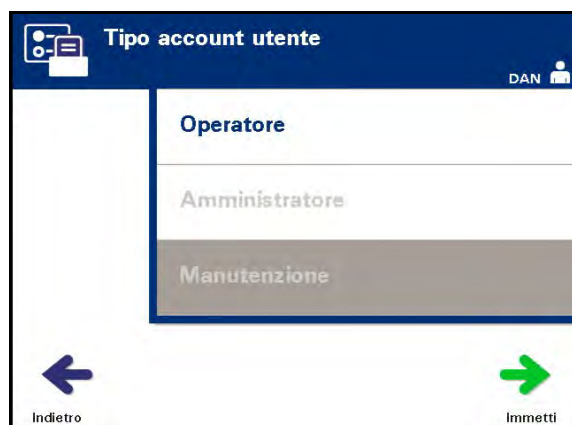 Tipo account utente
DAN
Operatore
Amministratore
Manutenzione
Indietro
Immetti